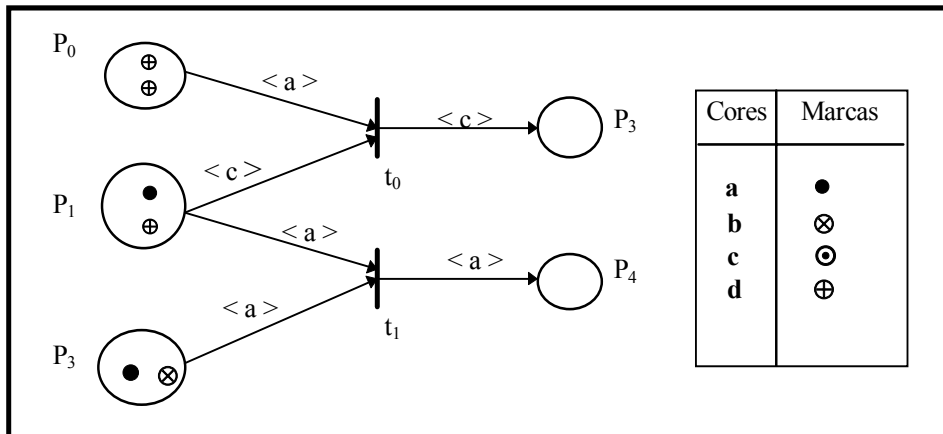 P₀
< a >
< c >
P₃
t₀
P₁
< c >
< a >
< a >
P₄
t₁
< a >
P₃
Cores Marcas
a
b
c
d